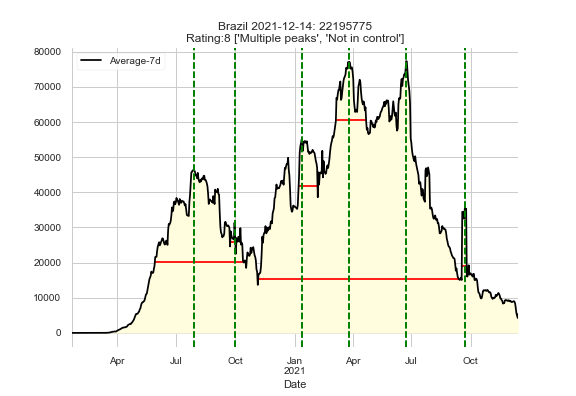 Brazil 2021-12-14: 22195775
Rating:8 ['Multiple peaks', 'Not in control']
Average-7d
80000
70000
60000
50000
40000
30000
20000
10000
0
Apr
Jul
Oct
Jan
2021
Apr
Jul
Oct
Date